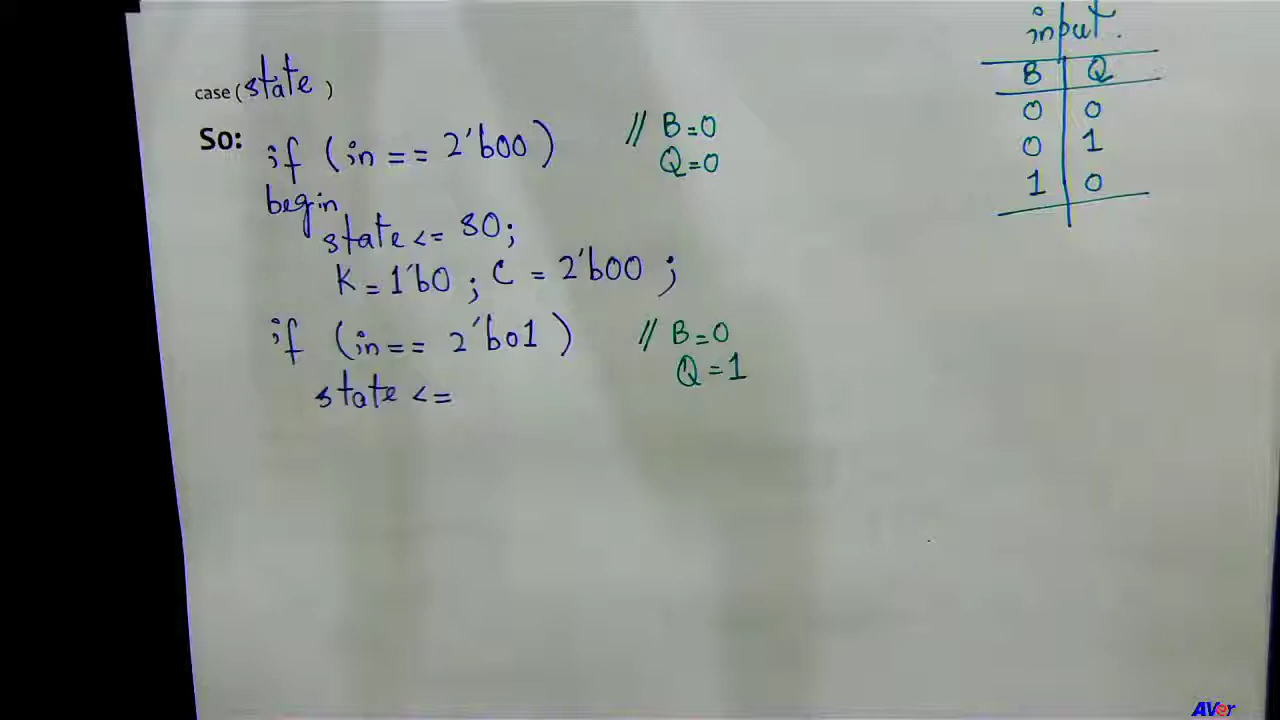 case (state )
So:
if (in == 2'b00) // B=0
Q=0
begin
state <= S0;
K = 1'b0 ; C = 2'b00 ;
if (in == 2'b01) // B=0
Q=1
state <=
input.
B Q
0 0
0 1
1 0
AVer